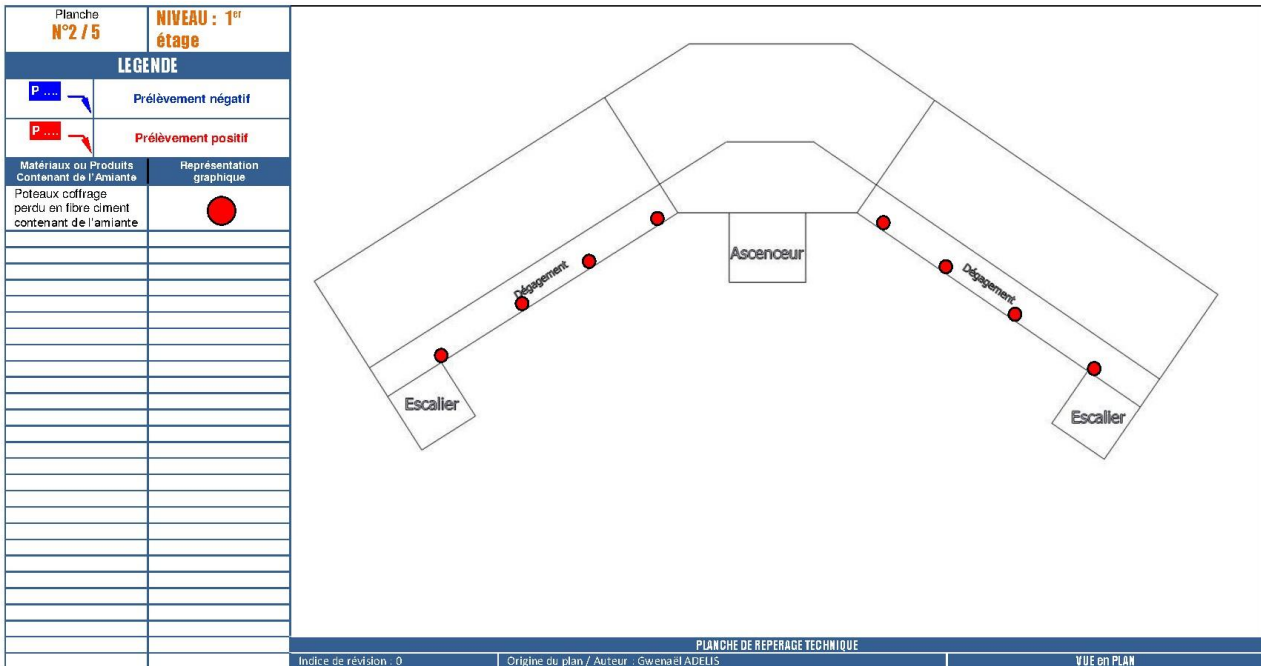 Planche
N°2 / 5
NIVEAU : 1er
étage
LEGENDE
P ....
Prélèvement négatif
P ....
Prélèvement positif
Matériaux ou Produits
Contenant de l'Amiante
Représentation
graphique
Poteaux coffrage
perdu en fibre ciment
contenant de l'amiante
Ascenceur
Dégagement
Dégagement
Escalier
Escalier
PLANCHE DE REPERAGE TECHNIQUE
Indice de révision : 0
Origine du plan / Auteur : Gwenaël ADELIS
VUE en PLAN